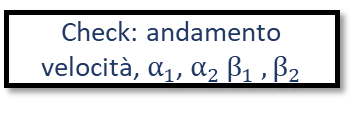 Check: andamento
velocità, α₁, α₂ β₁ , β₂